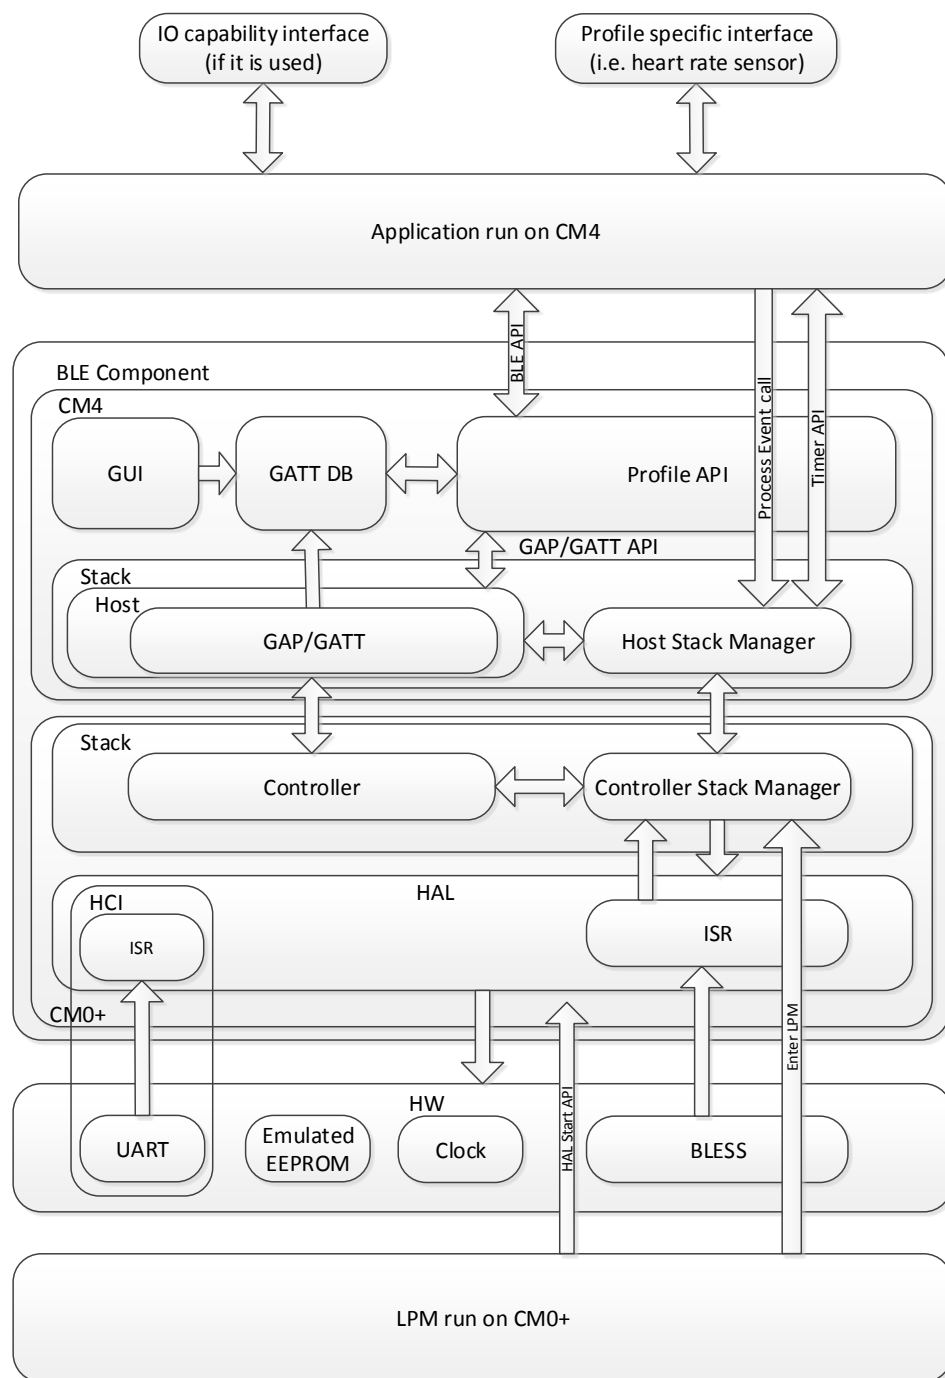 IO capability interface
(if it is used)
Profile specific interface
(i.e. heart rate sensor)
Application run on CM4
BLE API
Process Event call
Timer API
BLE Component
CM4
GUI
GATT DB
Profile API
GAP/GATT API
Stack
Host
GAP/GATT
Host Stack Manager
Stack
Controller
Controller Stack Manager
HAL
HCI
ISR
ISR
CM0+
Enter LPM
HAL Start API
HW
UART
Emulated
EEPROM
Clock
BLESS
LPM run on CM0+